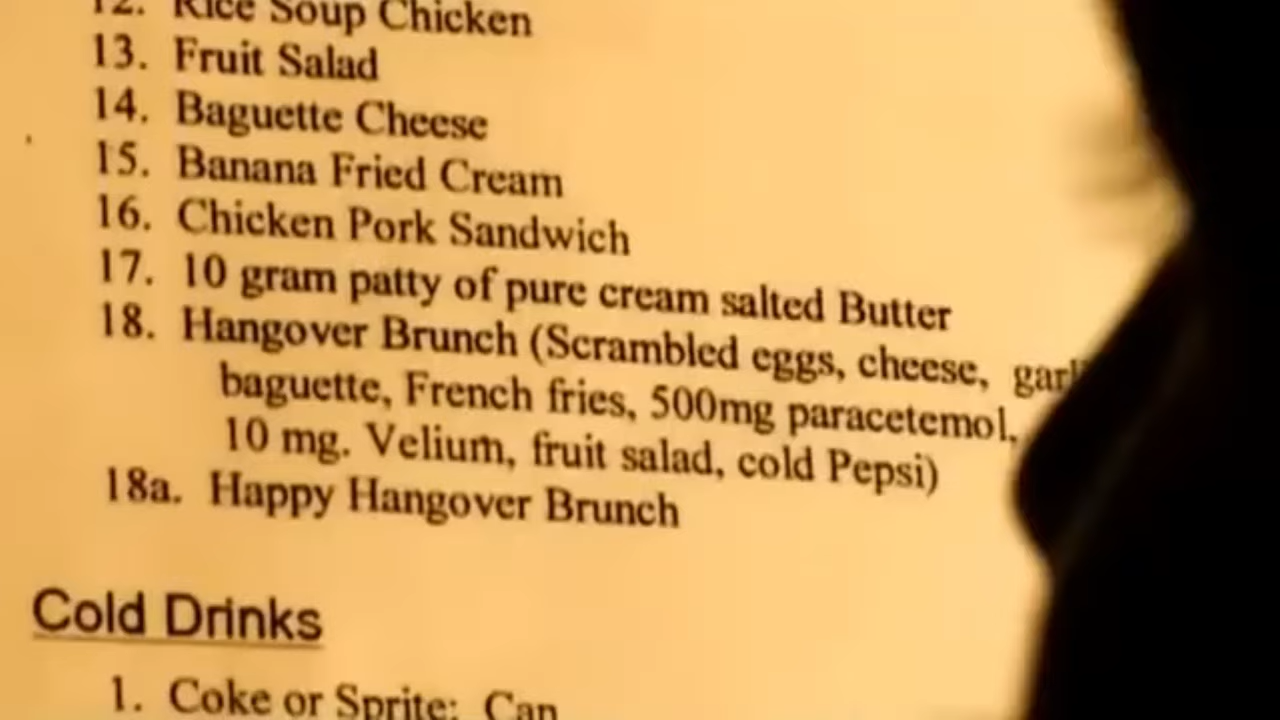 12. Rice Soup Chicken
13. Fruit Salad
14. Baguette Cheese
15. Banana Fried Cream
16. Chicken Pork Sandwich
17. 10 gram patty of pure cream salted Butter
18. Hangover Brunch (Scrambled eggs, cheese,
baguette, French fries, 500mg paracetemol,
10 mg. Velium, fruit salad, cold Pepsi)
18a. Happy Hangover Brunch
Cold Drinks
1. Coke or Sprite: Can